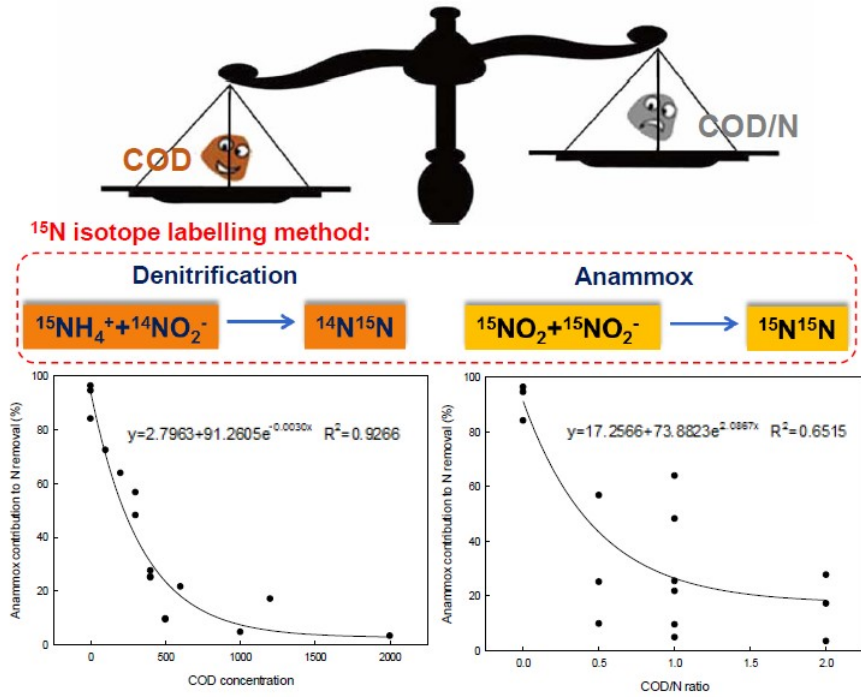 COD
COD/N
¹⁵N isotope labelling method:
Denitrification
Anammox
¹⁵NH₄⁺+¹⁴NO₂⁻
¹⁴N¹⁵N
¹⁵NO₂+¹⁵NO₂⁻
¹⁵N¹⁵N
100
80
60
40
20
0
Anammox contribution to N removal (%)
y=2.7963+91.2605e⁻⁰·⁰⁰³⁰ˣ R²=0.9266
0 500 1000 1500 2000
COD concentration
100
80
60
40
20
0
Anammox contribution to N removal (%)
y=17.2566+73.8823e²·⁰⁸⁶⁷ˣ R²=0.6515
0.0 0.5 1.0 1.5 2.0
COD/N ratio